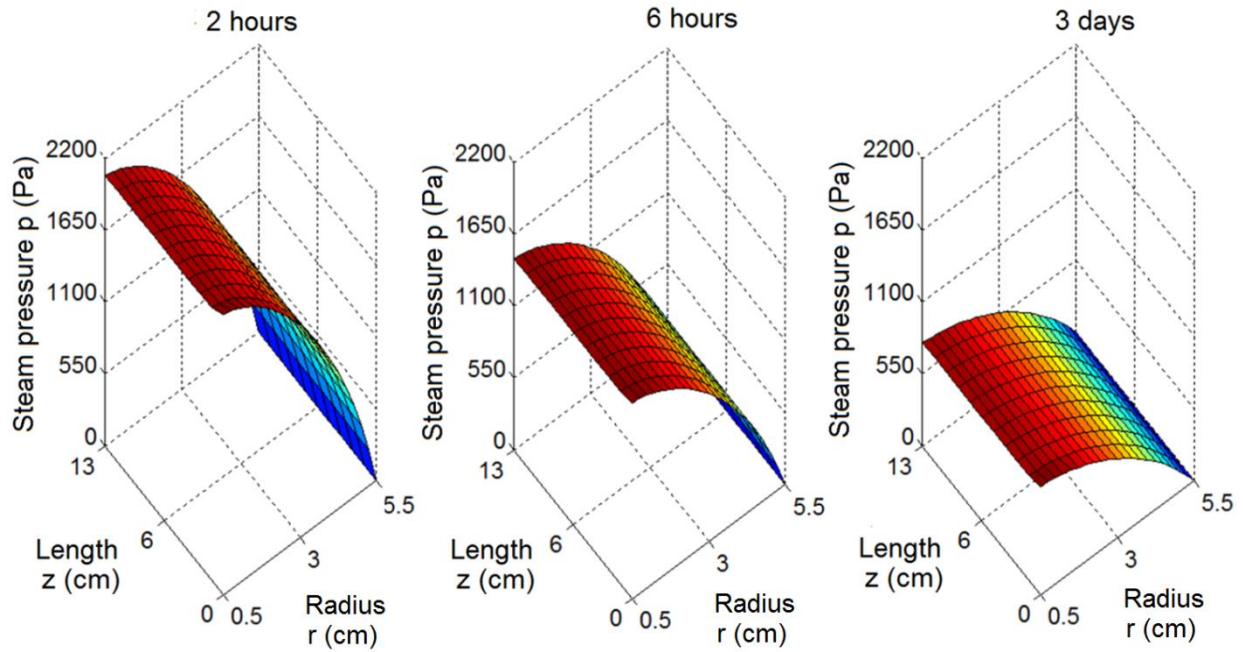 2 hours
Steam pressure p (Pa)
2200
1650
1100
550
0
13
6
0
Length
z (cm)
0.5
3
5.5
Radius
r (cm)
6 hours
Steam pressure p (Pa)
2200
1650
1100
550
0
13
6
0
Length
z (cm)
0.5
3
5.5
Radius
r (cm)
3 days
Steam pressure p (Pa)
2200
1650
1100
550
0
13
6
0
Length
z (cm)
0.5
3
5.5
Radius
r (cm)